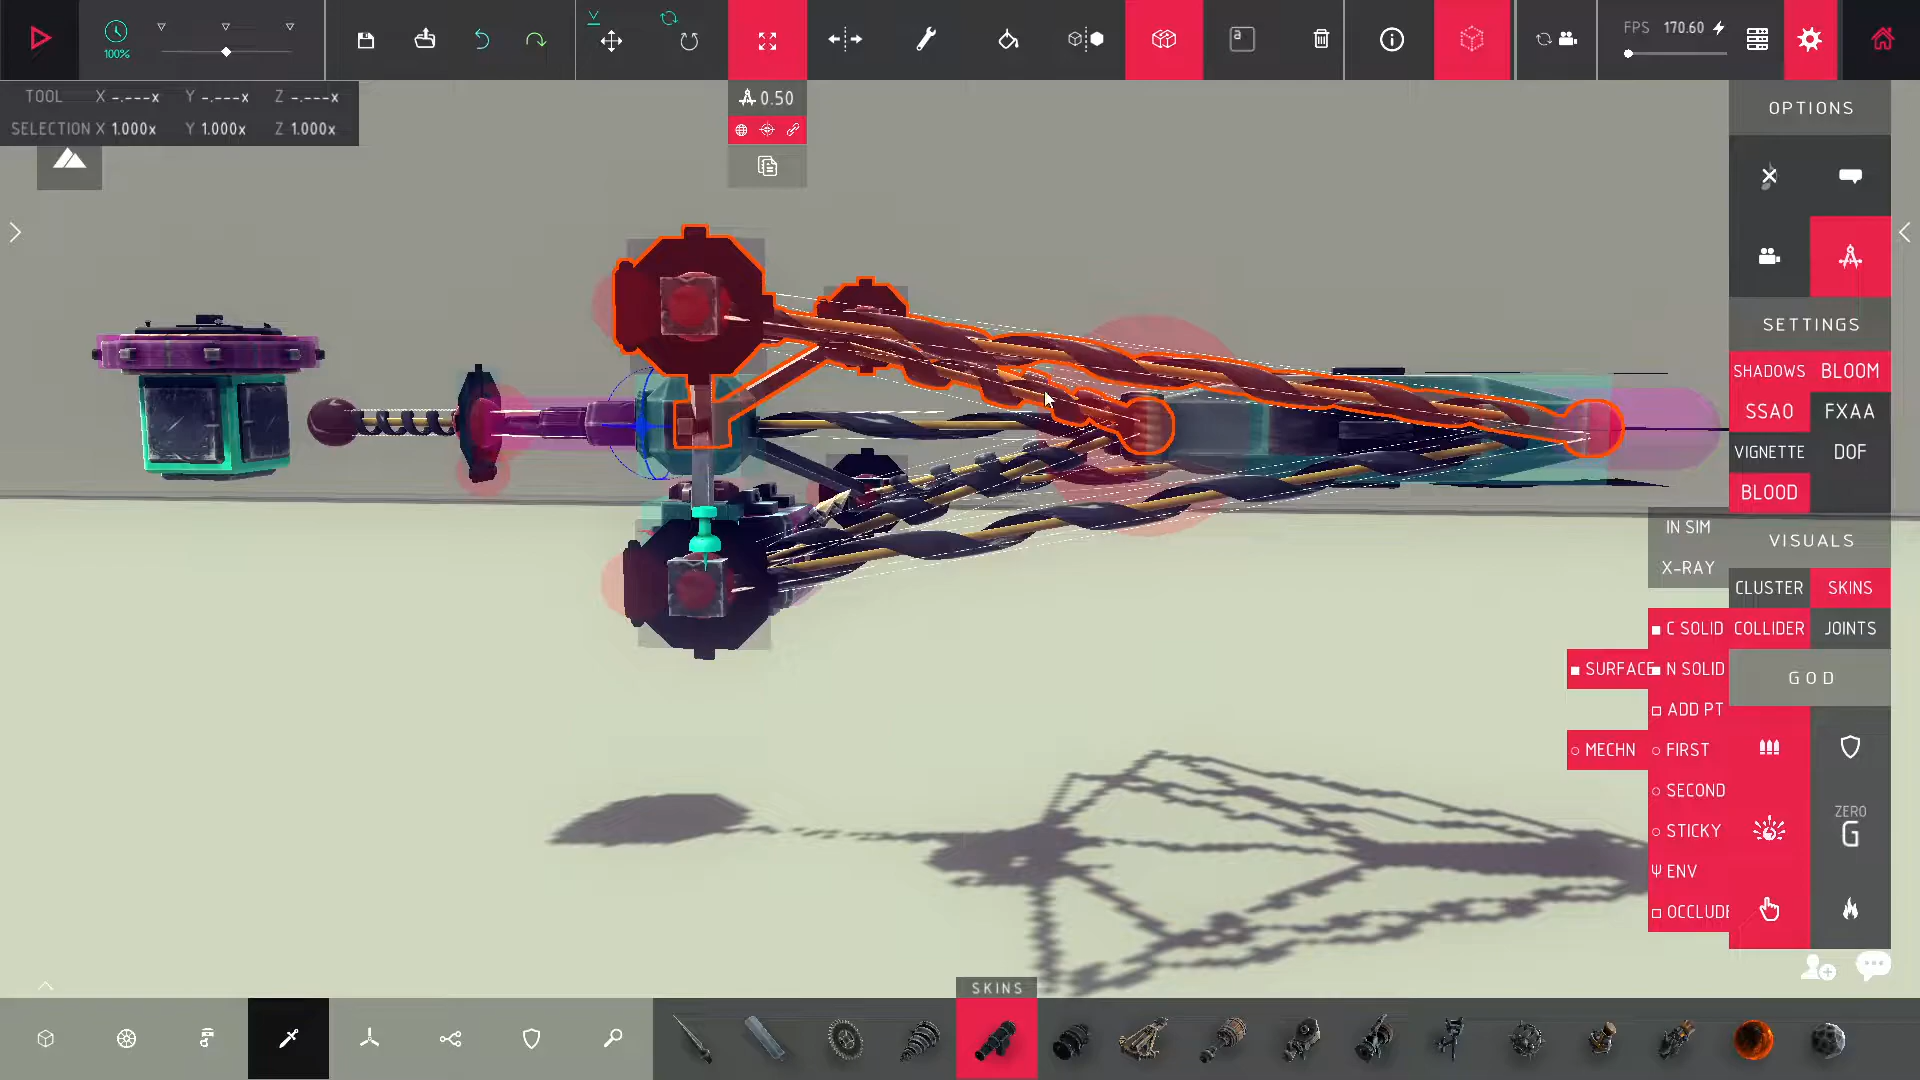 100%
FPS 170.60
TOOL X -.---x Y -.---x Z -.---x
SELECTION X 1.000x Y 1.000x Z 1.000x
0.50
a
OPTIONS
SETTINGS
SHADOWS BLOOM
SSAO FXAA
VIGNETTE DOF
BLOOD
IN SIM VISUALS
X-RAY
CLUSTER SKINS
C SOLID COLLIDER JOINTS
SURFACE N SOLID GOD
ADD PT
MECHN FIRST
SECOND
ZERO
G
STICKY
ENV
OCCLUDE
SKINS